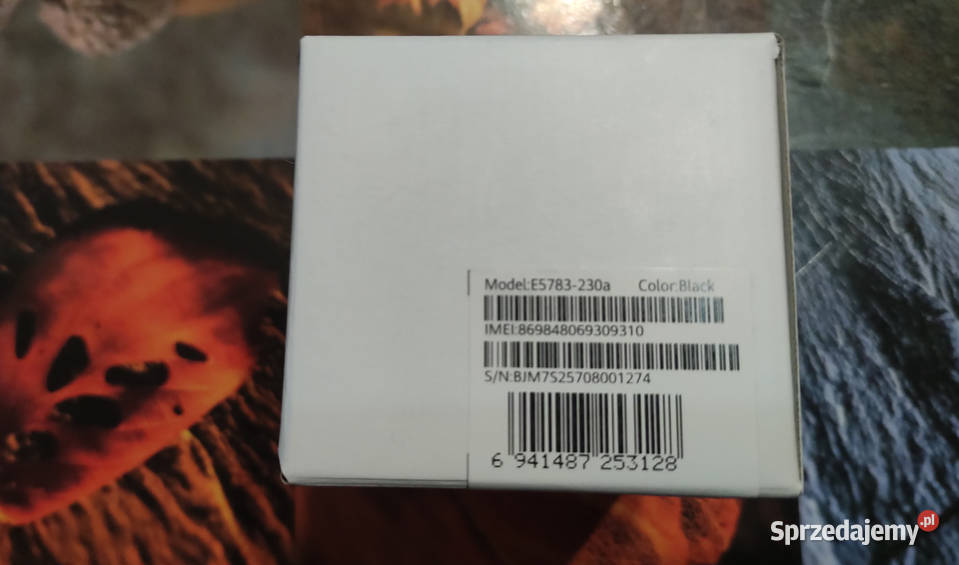 Model:E5783-230a Color:Black
IMEI:869848069309310
S/N:BJM7S25708001274
6 941487 253128
Sprzedajemy.pl